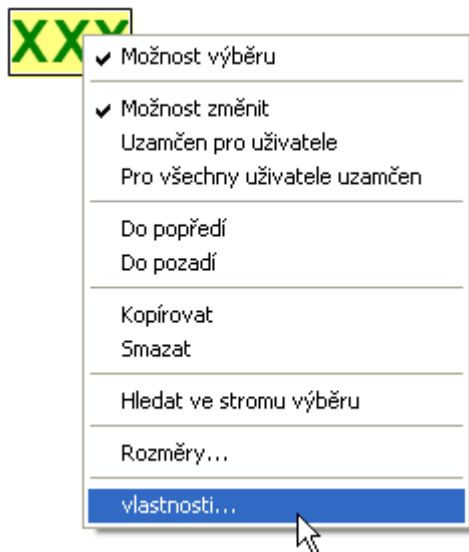 XXX
Možnost výběru
Možnost změnit
Uzamčen pro uživatele
Pro všechny uživatele uzamčen
Do popředí
Do pozadí
Kopírovat
Smazat
Hledat ve stromu výběru
Rozměry...
vlastnosti...